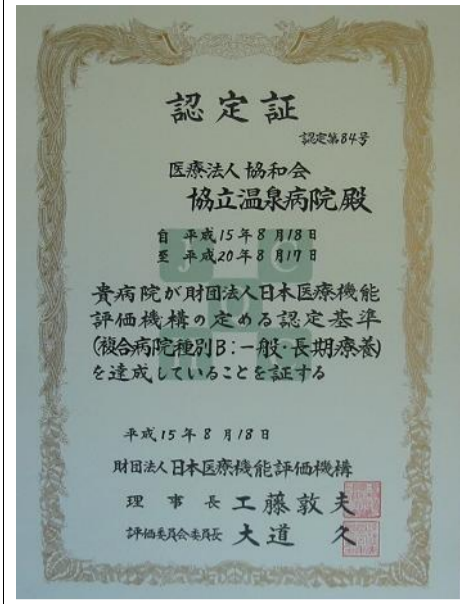 認定証
認定第84号
医療法人 協和会
協立温泉病院殿
自 平成15年8月18日
至 平成20年8月17日
貴病院が財団法人日本医療機能
評価機構の定める認定基準
(複合病院種別B:一般・長期療養)
を達成していることを証する
平成15年8月18日
財団法人日本医療機能評価機構
理事長 工藤敦夫
評価委員会委員長 大道 久